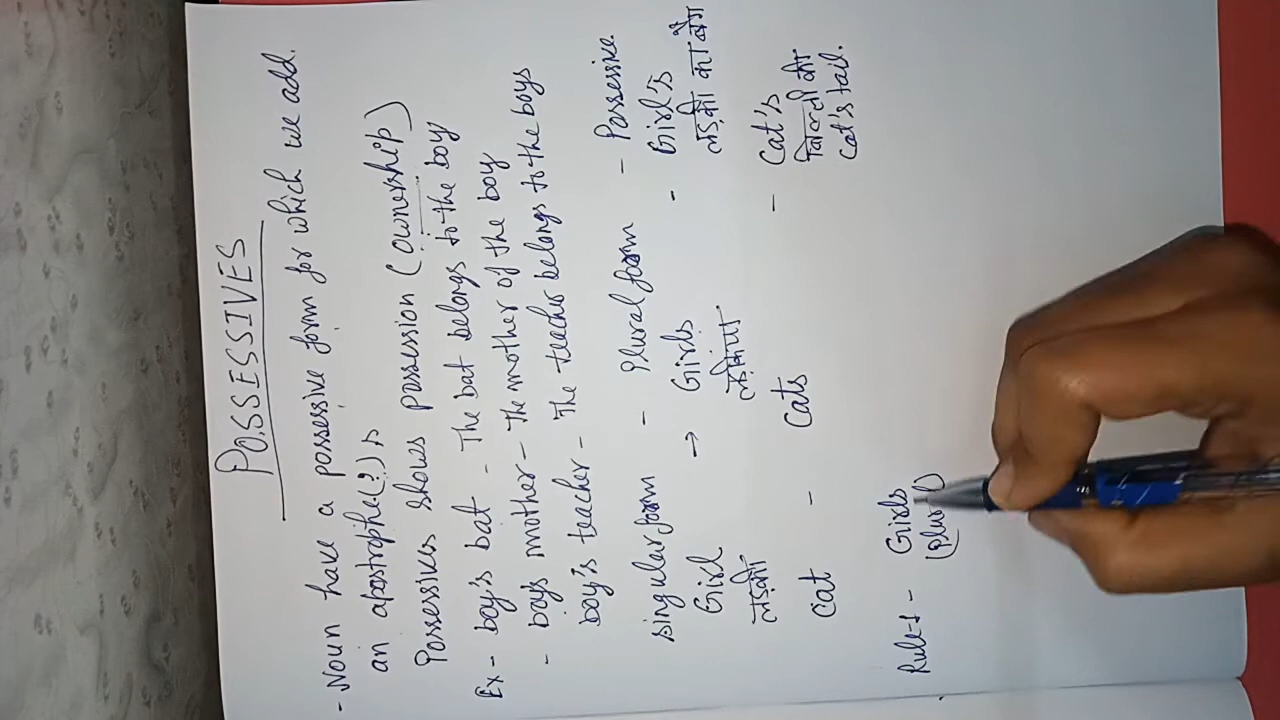 POSSESSIVES
- Noun have a possessive form for which we add.
an apostrophe (') s
Possessives shows possession (ownership)
Ex - boy's bat - The bat belongs to the boy
- boys mother - The mother of the boy
boy's teacher - The teacher belongs to the boys
singular form - Plural form - Possessive
Girl → Girls - Girl's
लड़की लड़कियां लड़की का बैग
cat - cats - Cat's
बिल्ली की
Cat's tail.
Rule-1 - Girls
(Plural)